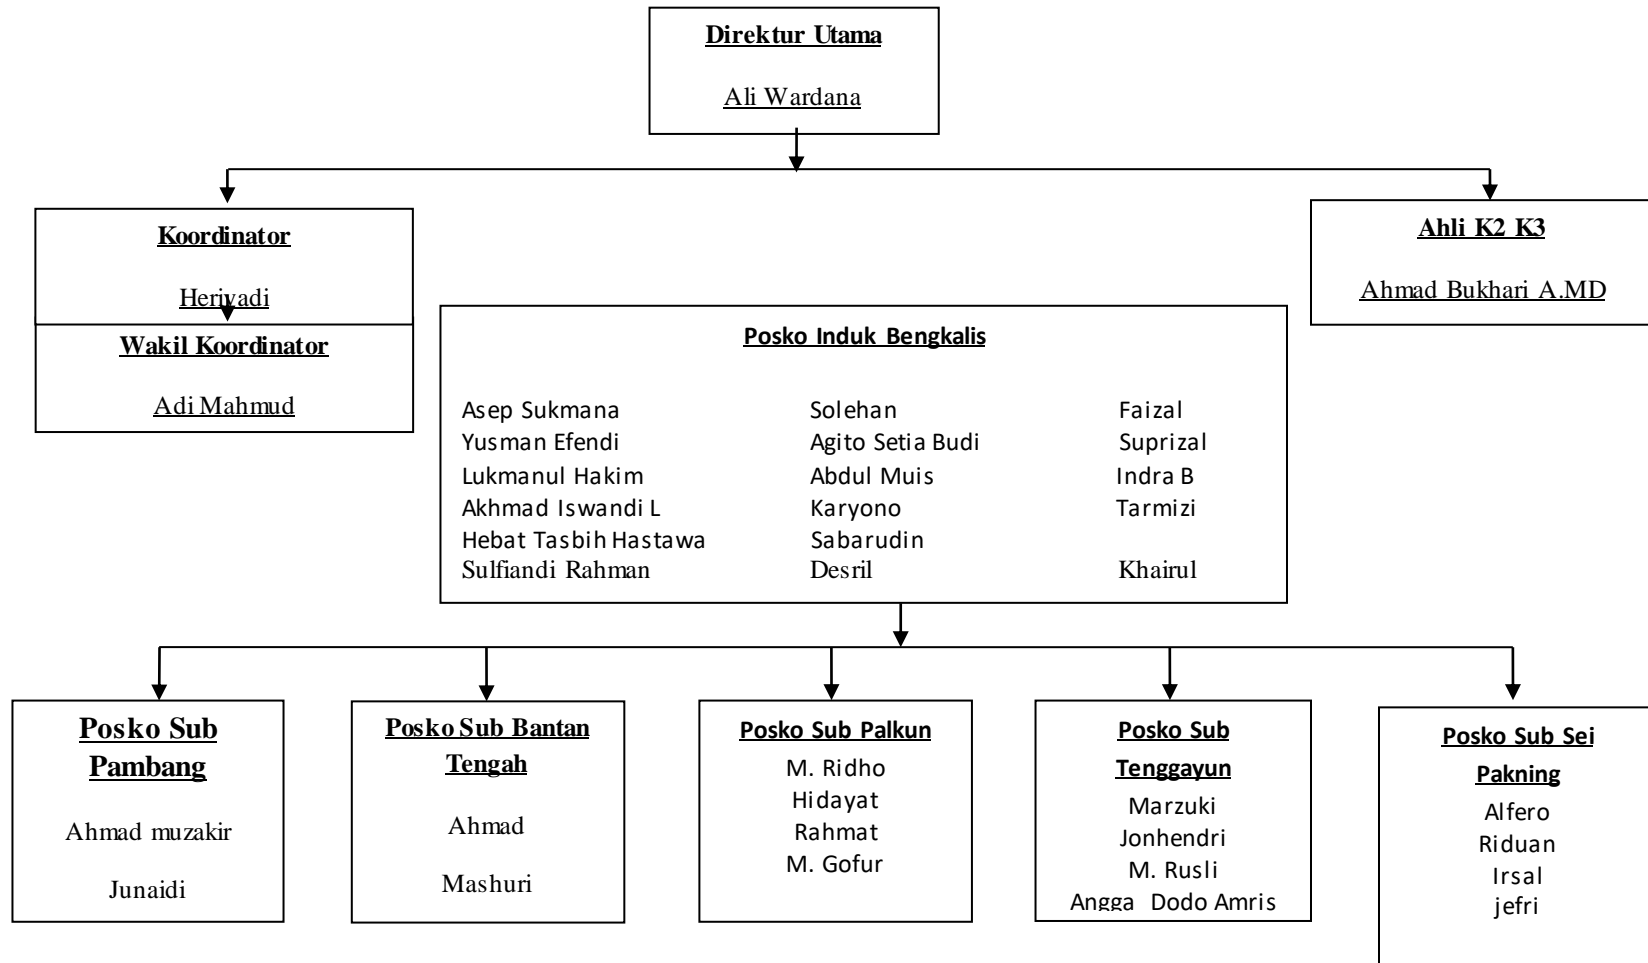 Direktur Utama
Ali Wardana
Koordinator
Heriyadi
Wakil Koordinator
Adi Mahmud
Ahli K2 K3
Ahmad Bukhari A.MD
Posko Induk Bengkalis
Asep Sukmana Solehan Faizal
Yusman Efendi Agito Setia Budi Suprizal
Lukmanul Hakim Abdul Muis Indra B
Akhmad Iswandi L Karyono Tarmizi
Hebat Tasbih Hastawa Sabarudin
Sulfiandi Rahman Desril Khairul
Posko Sub
Pambang
Ahmad muzakir
Junaidi
Posko Sub Bantan
Tengah
Ahmad
Mashuri
Posko Sub Palkun
M. Ridho
Hidayat
Rahmat
M. Gofur
Posko Sub
Tenggayun
Marzuki
Jonhendri
M. Rusli
Angga Dodo Amris
Posko Sub Sei
Pakning
Alfero
Riduan
Irsal
jefri